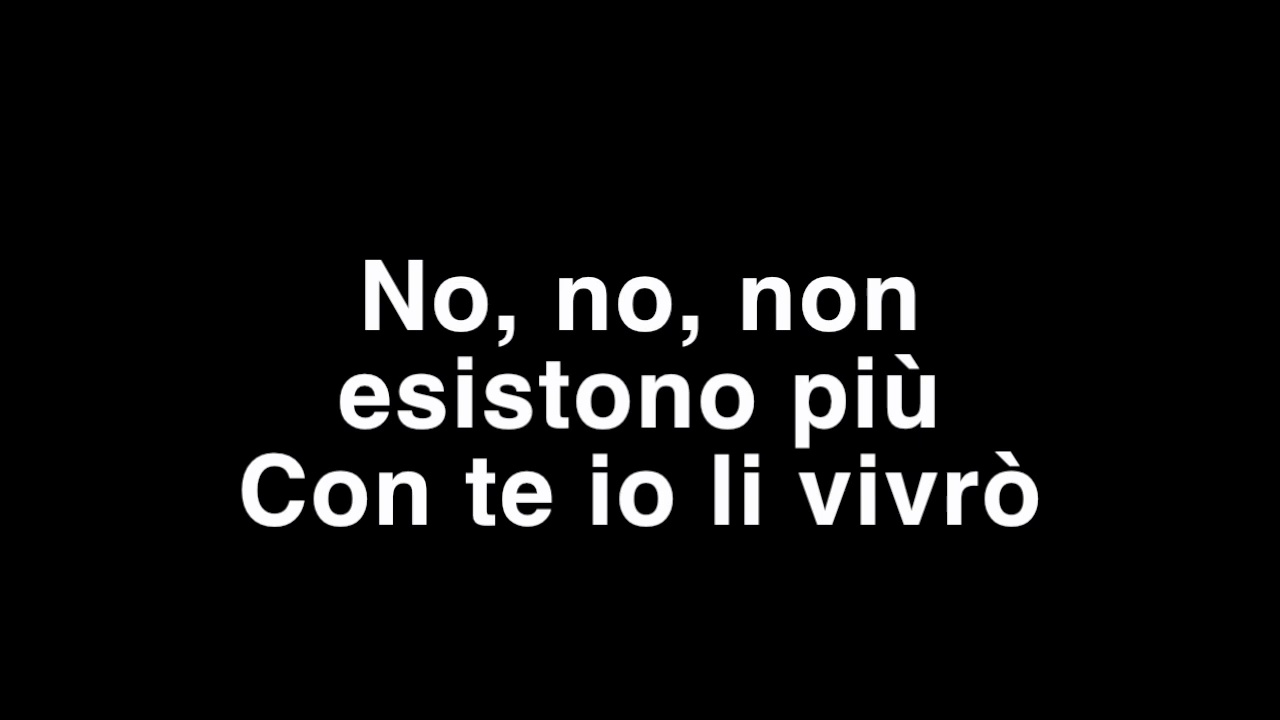 No, no, non
esistono più
Con te io li vivrò